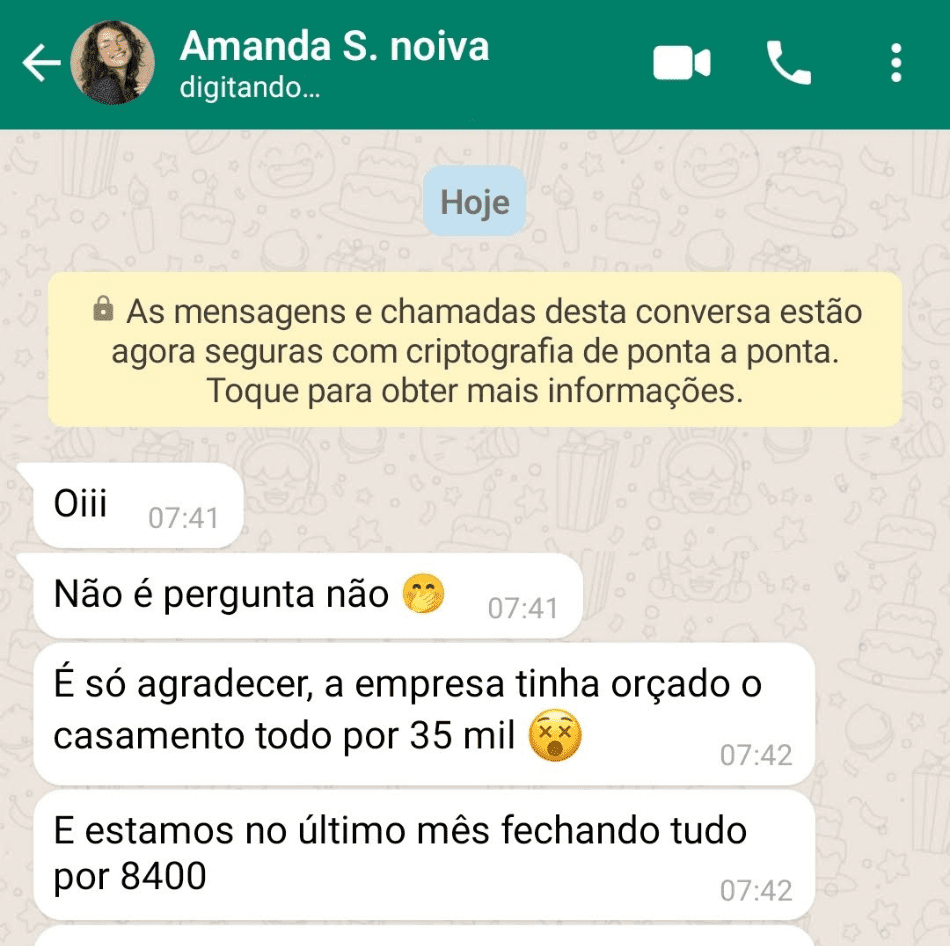 Amanda S. noiva
digitando...
Hoje
As mensagens e chamadas desta conversa estão
agora seguras com criptografia de ponta a ponta.
Toque para obter mais informações.
Oiii 07:41
Não é pergunta não 🤭 07:41
É só agradecer, a empresa tinha orçado o
casamento todo por 35 mil 😵 07:42
E estamos no último mês fechando tudo
por 8400 07:42